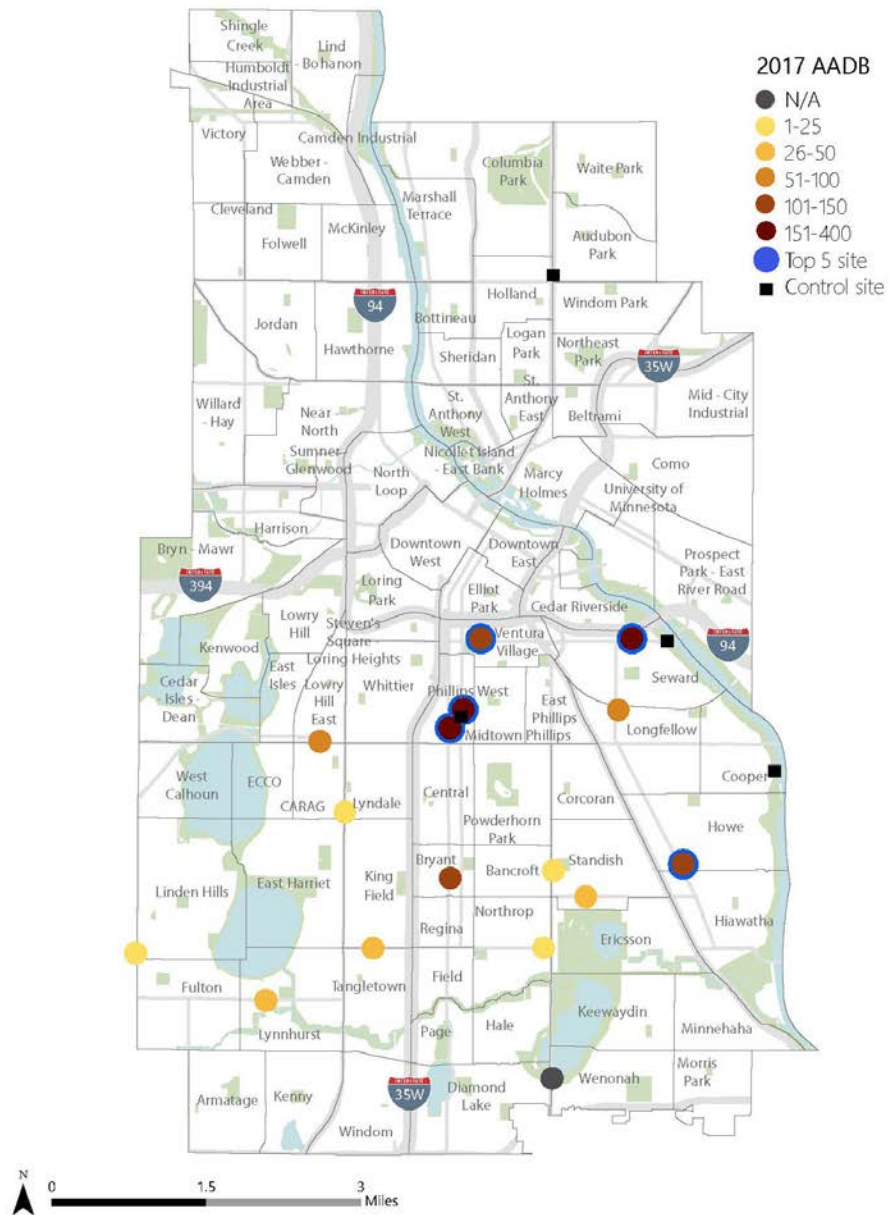 Shingle
Creek
Lind
- Bohanon
Humboldt
Industrial
Area
2017 AADB
N/A
1-25
26-50
51-100
101-150
151-400
Top 5 site
Control site
Victory
Camden Industrial
Webber -
Camden
Columbia
Park
Waite Park
Marshall
Terrace
Cleveland
McKinley
Folwell
Audubon
Park
INTERSTATE
94
Holland
Windom Park
Jordan
Bottineau
Logan
Park
Hawthorne
Sheridan
Northeast
Park
INTERSTATE
35W
St.
Anthony
East
Mid - City
Industrial
Willard
- Hay
St.
Anthony
West
Beltrami
Near -
North
Sumner
Glenwood
Nicollet Island
- East Bank
North
Loop
Marcy
Holmes
Como
University of
Minnesota
Harrison
Bryn - Mawr
Downtown
West
Downtown
East
Prospect
Park - East
River Road
INTERSTATE
394
Loring
Park
Elliot
Park
Cedar Riverside
Lowry
Hill
Steven's
Square -
Loring Heights
Ventura
Village
INTERSTATE
94
Kenwood
East
Isles
Seward
Cedar
- Isles -
Dean
Lowry
Hill
East
Whittier
Phillips West
East
Phillips
Midtown Phillips
Longfellow
West
Calhoun
ECCO
Cooper
CARAG
Lyndale
Central
Corcoran
Powderhorn
Park
Howe
Bryant
Bancroft
Standish
Linden Hills
East Harriet
King
Field
Northrop
Regina
Hiawatha
Ericsson
Fulton
Tangletown
Field
Keewaydin
Lynnhurst
Page
Hale
Minnehaha
Armatage
Kenny
INTERSTATE
35W
Diamond
Lake
Wenonah
Morris
Park
Windom
N
0
1.5
3
Miles